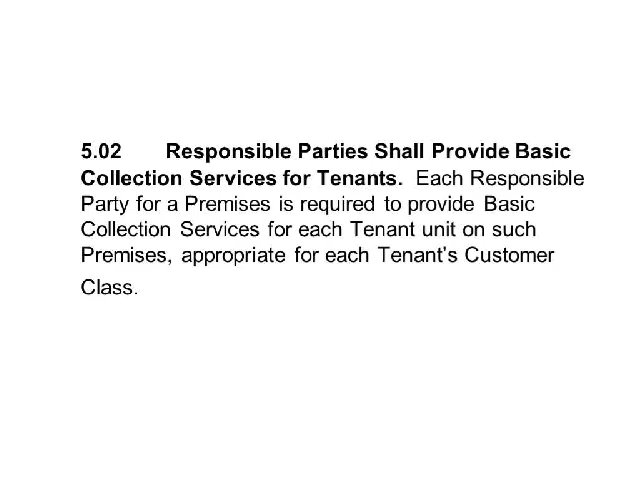 5.02 Responsible Parties Shall Provide Basic
Collection Services for Tenants. Each Responsible
Party for a Premises is required to provide Basic
Collection Services for each Tenant unit on such
Premises, appropriate for each Tenant's Customer
Class.